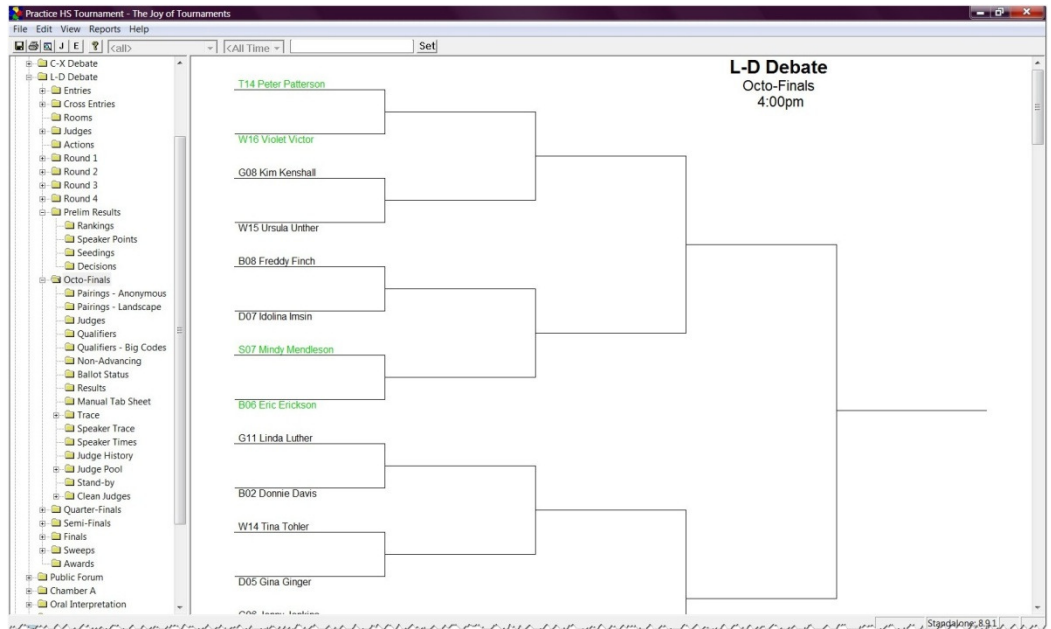 Practice HS Tournament - The Joy of Tournaments
File Edit View Reports Help
J E ? <all> <All Time Set
C-X Debate
L-D Debate
Entries
Cross Entries
Rooms
Judges
Actions
Round 1
Round 2
Round 3
Round 4
Prelim Results
Rankings
Speaker Points
Seedings
Decisions
Octo-Finals
Pairings - Anonymous
Pairings - Landscape
Judges
Qualifiers
Qualifiers - Big Codes
Non-Advancing
Ballot Status
Results
Manual Tab Sheet
Trace
Speaker Trace
Speaker Times
Judge History
Judge Pool
Stand-by
Clean Judges
Quarter-Finals
Semi-Finals
Finals
Sweeps
Awards
Public Forum
Chamber A
Oral Interpretation
L-D Debate
Octo-Finals
4:00pm
T14 Peter Patterson
W16 Violet Victor
G08 Kim Kenshall
W15 Ursula Unther
B08 Freddy Finch
D07 Idolina Imsin
S07 Mindy Mendleson
B06 Eric Erickson
G11 Linda Luther
B02 Donnie Davis
W14 Tina Tohler
D05 Gina Ginger
Standalone: 8.9.1